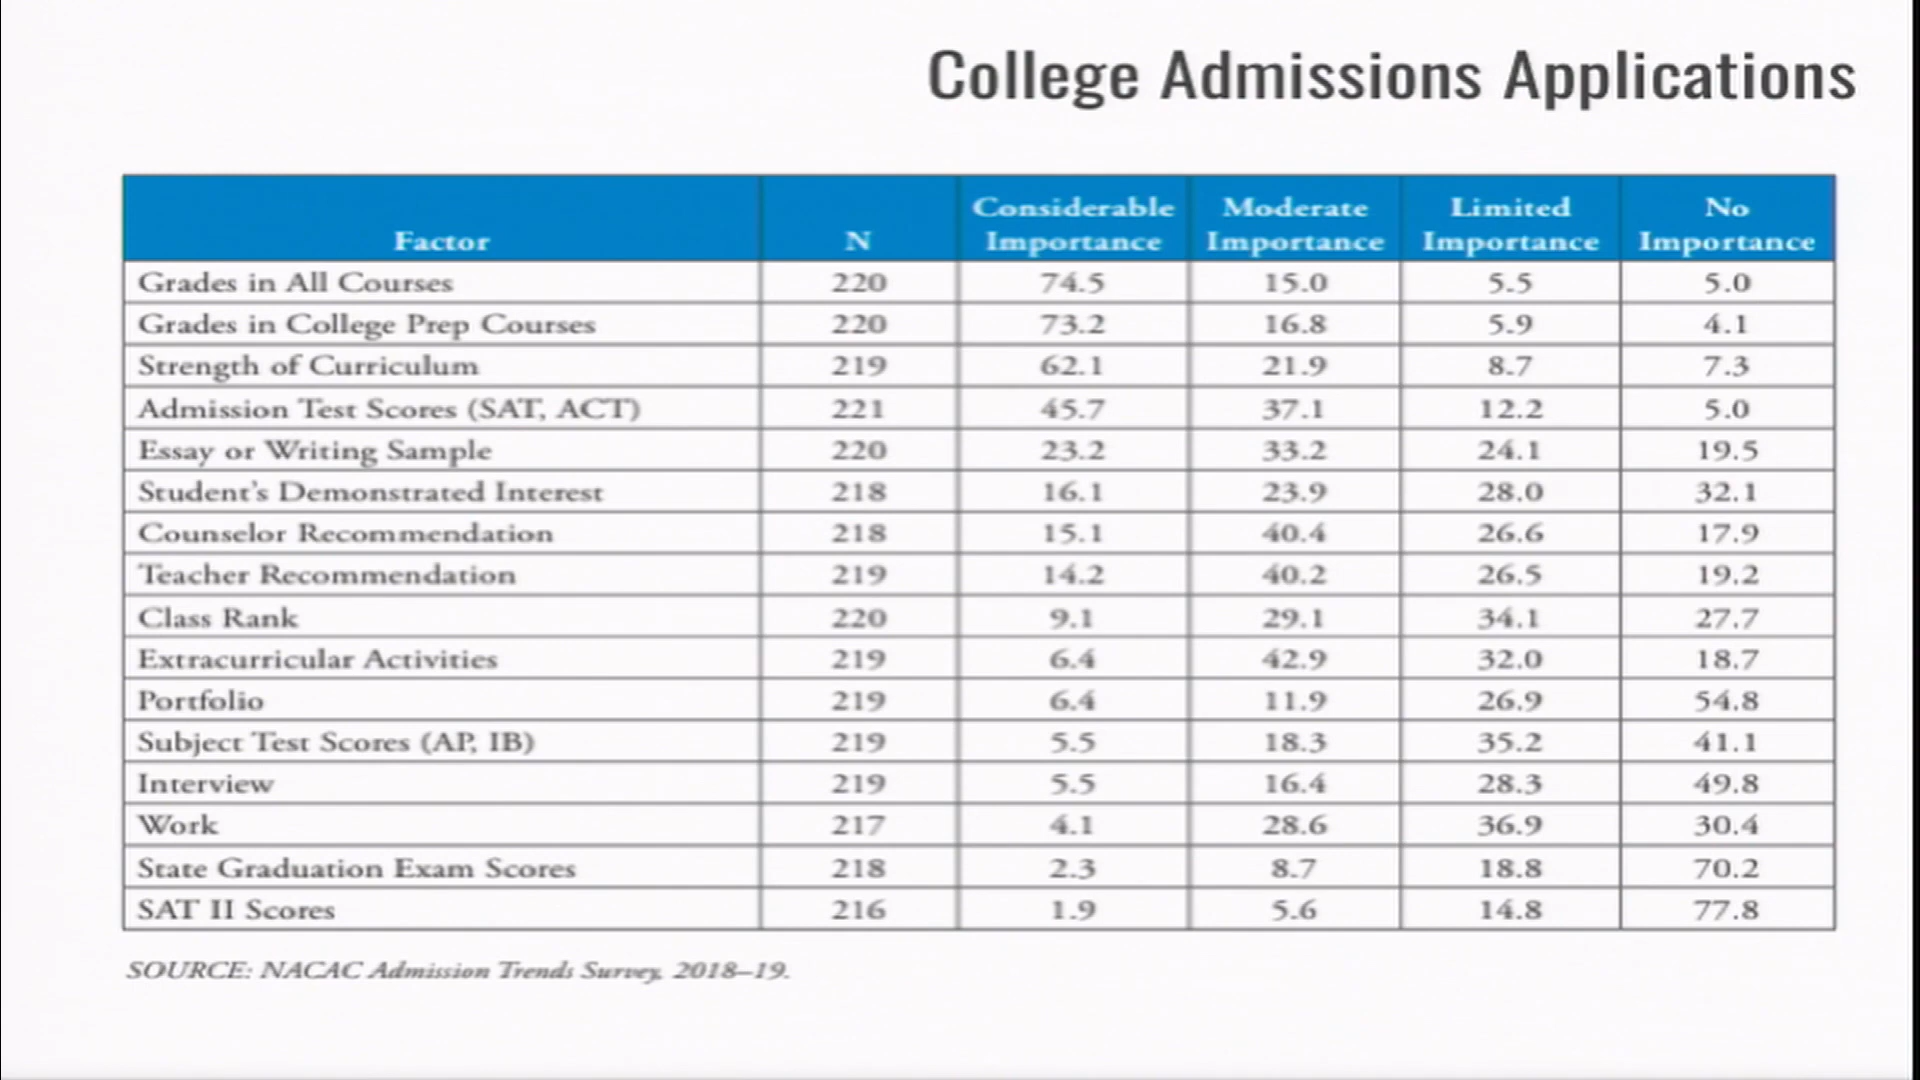 College Admissions Applications
Factor N Considerable Importance Moderate Importance Limited Importance No Importance
Grades in All Courses 220 74.5 15.0 5.5 5.0
Grades in College Prep Courses 220 73.2 16.8 5.9 4.1
Strength of Curriculum 219 62.1 21.9 8.7 7.3
Admission Test Scores (SAT, ACT) 221 45.7 37.1 12.2 5.0
Essay or Writing Sample 220 23.2 33.2 24.1 19.5
Student's Demonstrated Interest 218 16.1 23.9 28.0 32.1
Counselor Recommendation 218 15.1 40.4 26.6 17.9
Teacher Recommendation 219 14.2 40.2 26.5 19.2
Class Rank 220 9.1 29.1 34.1 27.7
Extracurricular Activities 219 6.4 42.9 32.0 18.7
Portfolio 219 6.4 11.9 26.9 54.8
Subject Test Scores (AP, IB) 219 5.5 18.3 35.2 41.1
Interview 219 5.5 16.4 28.3 49.8
Work 217 4.1 28.6 36.9 30.4
State Graduation Exam Scores 218 2.3 8.7 18.8 70.2
SAT II Scores 216 1.9 5.6 14.8 77.8
SOURCE: NACAC Admission Trends Survey, 2018–19.